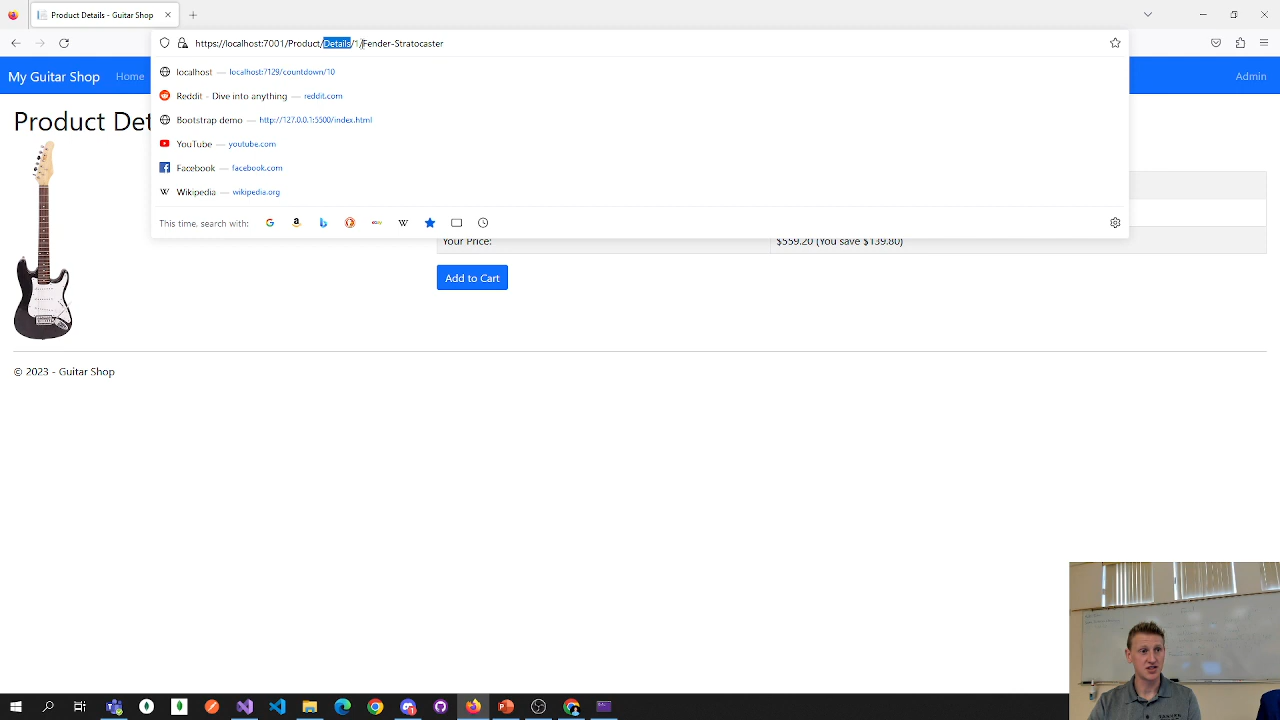 Product Details - Guitar Shop
https://localhost:7001/Product/Details/1/Fender-Stratocaster
My Guitar Shop Home Admin
localhost — localhost:7129/countdown/10
Reddit - Dive into anything — reddit.com
Bootstrap demo — http://127.0.0.1:5500/index.html
YouTube — youtube.com
Facebook — facebook.com
Wikipedia — wikipedia.org
This time, search with:
Product Det
Your Price: $559.20 (You save $139.80)
Add to Cart
© 2023 - Guitar Shop